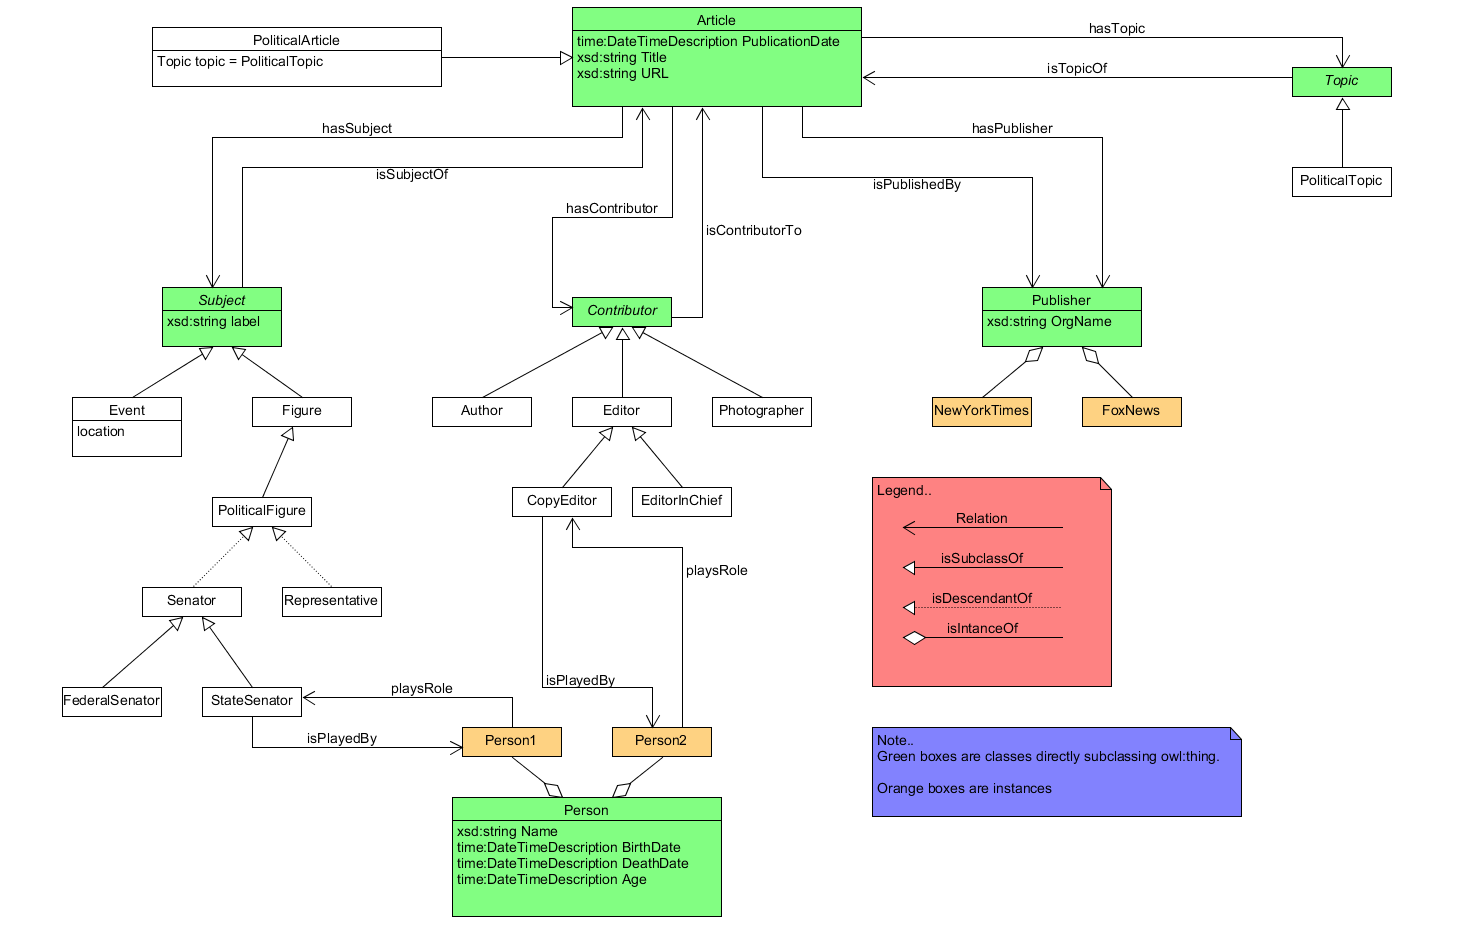 Article
time:DateTimeDescription PublicationDate
xsd:string Title
xsd:string URL
PoliticalArticle
Topic topic = PoliticalTopic
hasTopic
isTopicOf
Topic
PoliticalTopic
hasSubject
isSubjectOf
hasContributor
isContributorTo
hasPublisher
isPublishedBy
Subject
xsd:string label
Contributor
Publisher
xsd:string OrgName
Event
location
Figure
Author
Editor
Photographer
NewYorkTimes
FoxNews
PoliticalFigure
CopyEditor
EditorInChief
Senator
Representative
playsRole
isPlayedBy
FederalSenator
StateSenator
playsRole
isPlayedBy
Person1
Person2
Person
xsd:string Name
time:DateTimeDescription BirthDate
time:DateTimeDescription DeathDate
time:DateTimeDescription Age
Legend..
Relation
isSubclassOf
isDescendantOf
isIntanceOf
Note..
Green boxes are classes directly subclassing owl:thing.
Orange boxes are instances